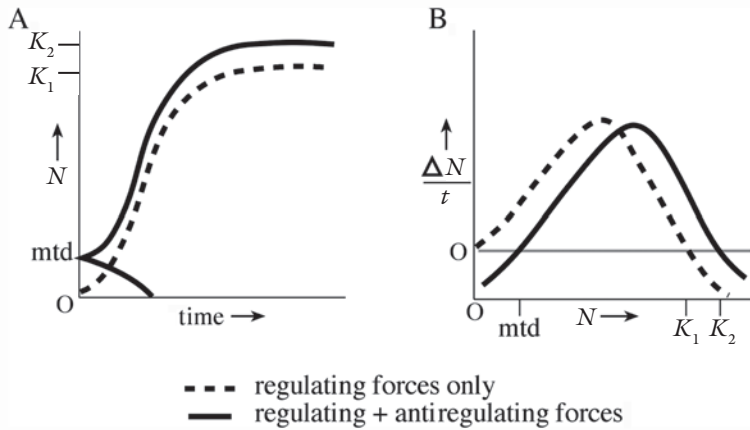 A
K₂
K₁
N
mtd
O
time
B
ΔN
t
O
O
mtd
N
K₁
K₂
regulating forces only
regulating + antiregulating forces